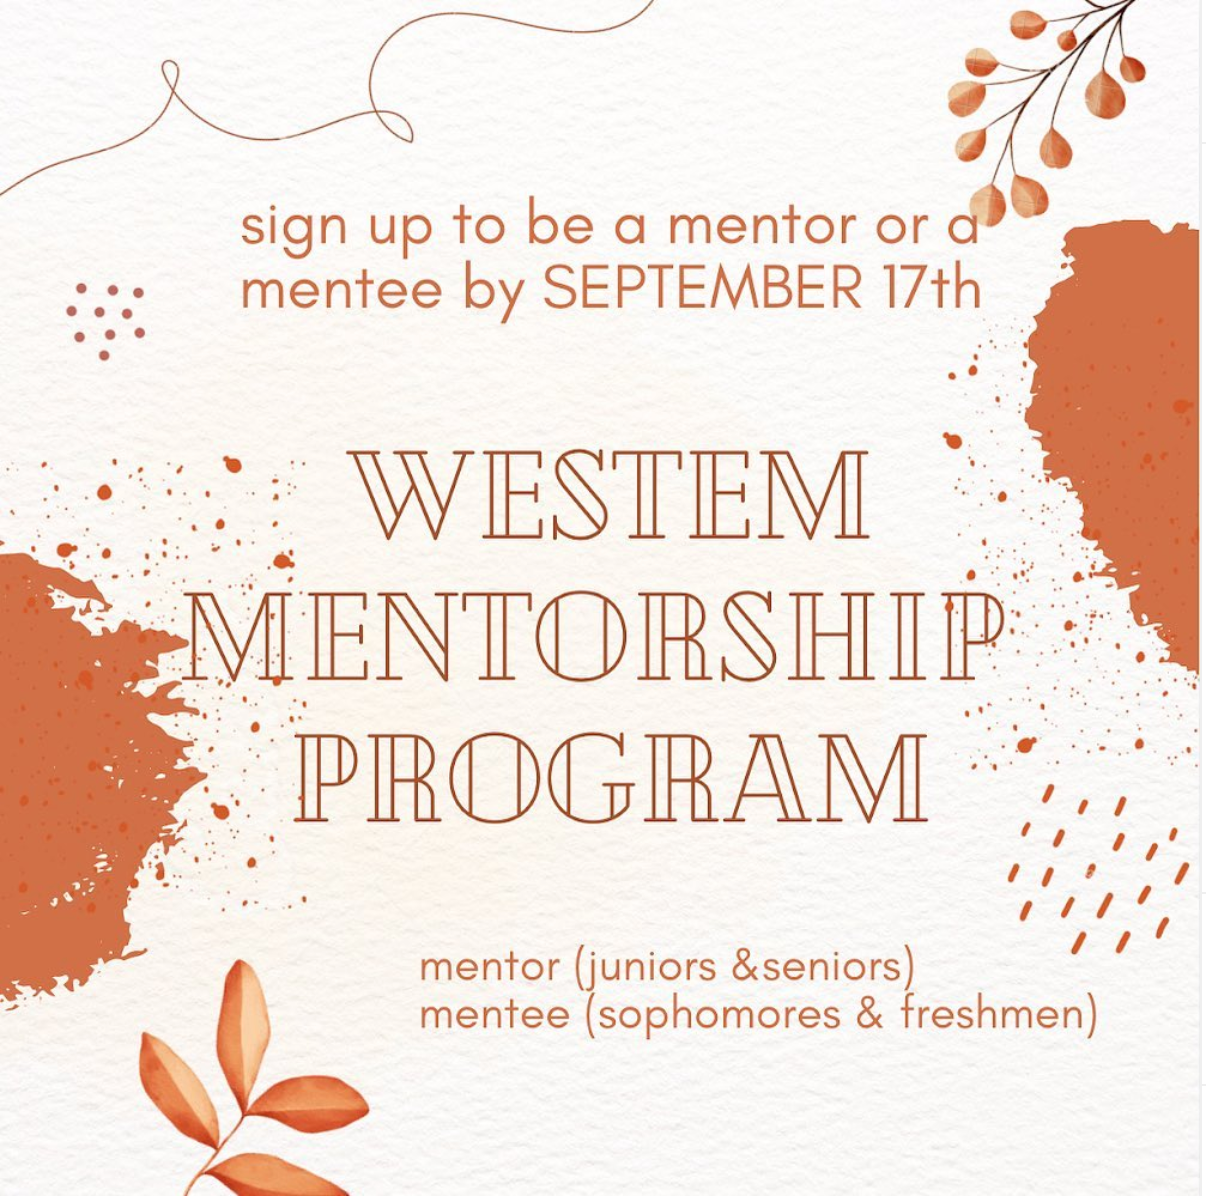 sign up to be a mentor or a
mentee by SEPTEMBER 17th
WESTEM
MENTORSHIP
PROGRAM
mentor (juniors &seniors)
mentee (sophomores & freshmen)